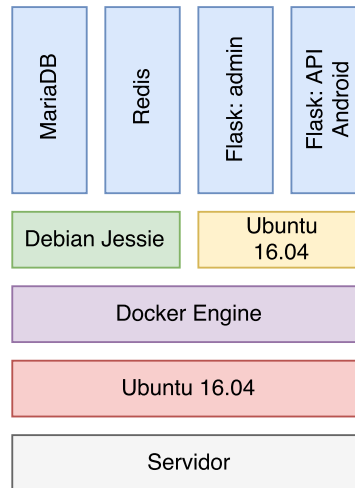 MariaDB
Redis
Flask: admin
Flask: API
Android
Debian Jessie
Ubuntu
16.04
Docker Engine
Ubuntu 16.04
Servidor